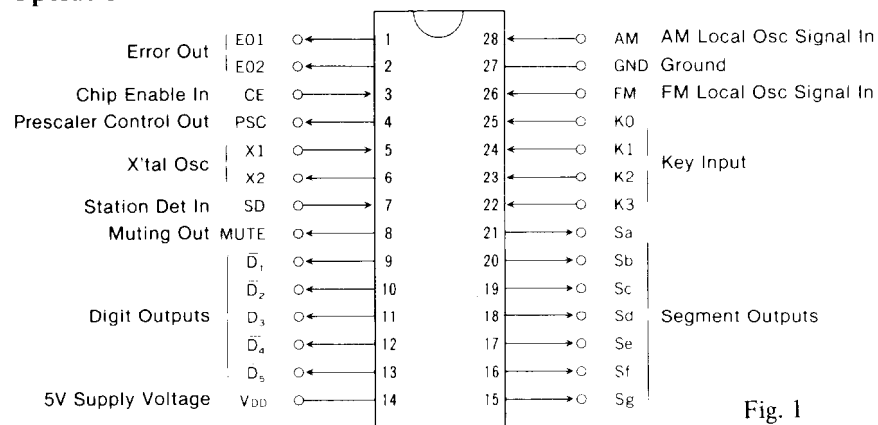 Error Out
EO1 1
EO2 2
Chip Enable In CE 3
Prescaler Control Out PSC 4
X'tal Osc
X1 5
X2 6
Station Det In SD 7
Muting Out MUTE 8
Digit Outputs
D̅₁ 9
D̅₂ 10
D₃ 11
D̅₄ 12
D₅ 13
5V Supply Voltage VDD 14
28 AM AM Local Osc Signal In
27 GND Ground
26 FM FM Local Osc Signal In
25 K0
24 K1
Key Input
23 K2
22 K3
21 Sa
20 Sb
19 Sc
18 Sd Segment Outputs
17 Se
16 Sf
15 Sg
Fig. 1